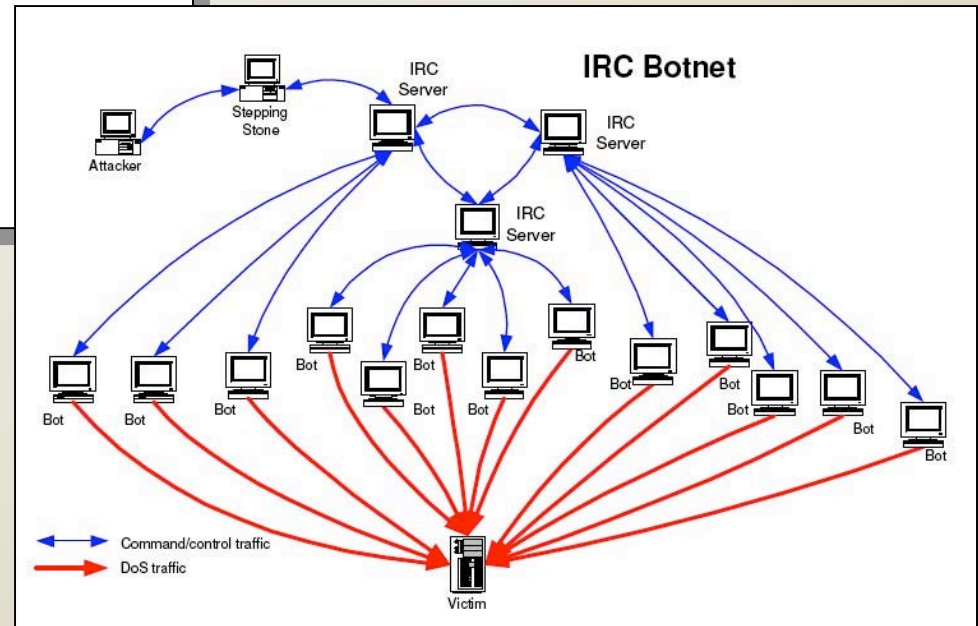 IRC Botnet
IRC
Server
Stepping
Stone
Attacker
IRC
Server
IRC
Server
Bot
Bot
Bot
Bot
Bot
Bot
Bot
Bot
Bot
Bot
Bot
Bot
Bot
Command/control traffic
DoS traffic
Victim